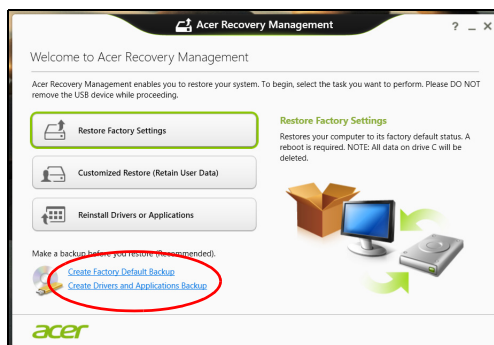 Acer Recovery Management
? _ X
Welcome to Acer Recovery Management
Acer Recovery Management enables you to restore your system. To begin, select the task you want to perform. Please DO NOT
remove the USB device while proceeding.
Restore Factory Settings
Customized Restore (Retain User Data)
Reinstall Drivers or Applications
Restore Factory Settings
Restores your computer to its factory default status. A
reboot is required. NOTE: All data on drive C will be
deleted.
Make a backup before you restore (Recommended).
Create Factory Default Backup
Create Drivers and Applications Backup
acer